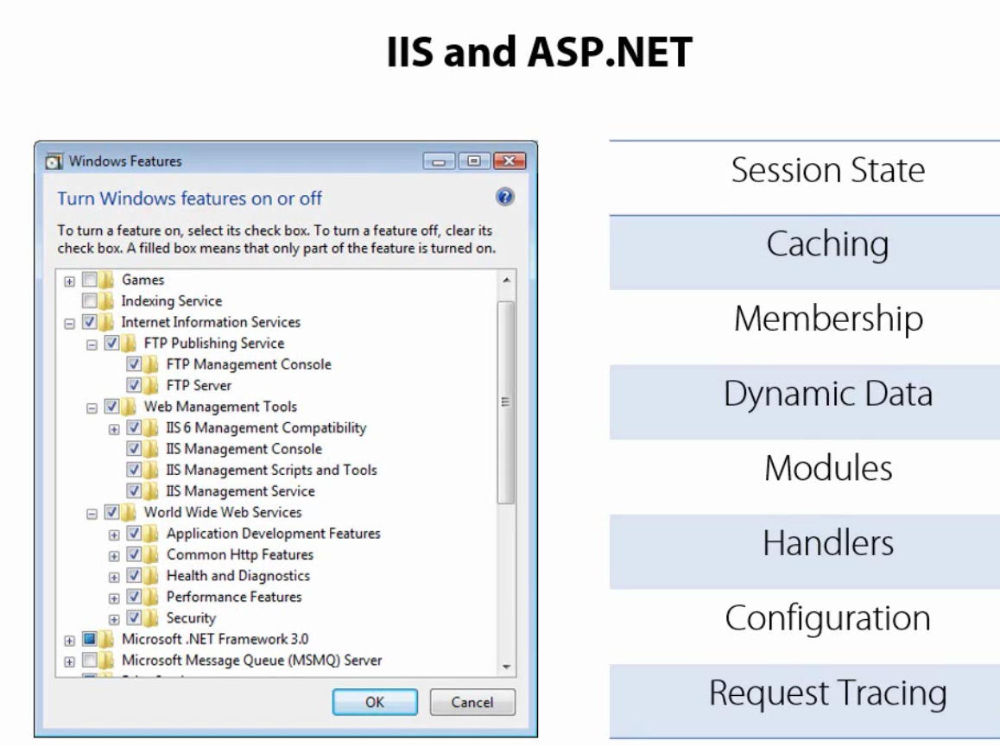 IIS and ASP.NET
Windows Features
Turn Windows features on or off
To turn a feature on, select its check box. To turn a feature off, clear its
check box. A filled box means that only part of the feature is turned on.
Games
Indexing Service
Internet Information Services
FTP Publishing Service
FTP Management Console
FTP Server
Web Management Tools
IIS 6 Management Compatibility
IIS Management Console
IIS Management Scripts and Tools
IIS Management Service
World Wide Web Services
Application Development Features
Common Http Features
Health and Diagnostics
Performance Features
Security
Microsoft .NET Framework 3.0
Microsoft Message Queue (MSMQ) Server
OK
Cancel
Session State
Caching
Membership
Dynamic Data
Modules
Handlers
Configuration
Request Tracing